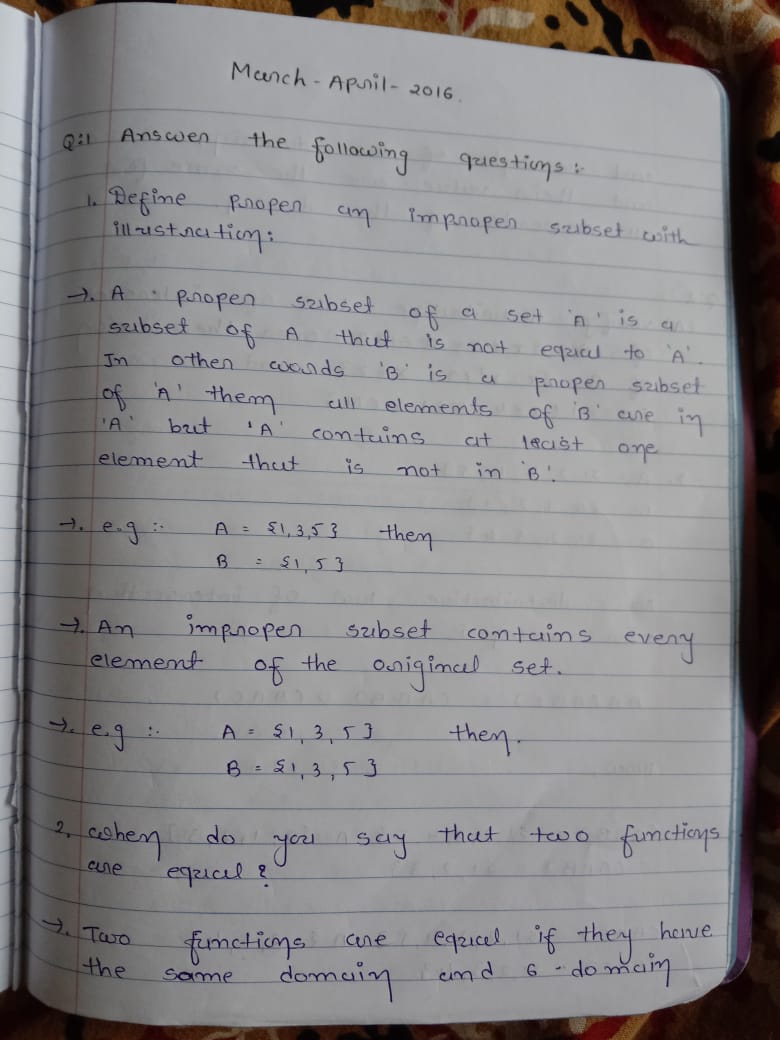 March - April - 2016.
Q:1 Answer the following questions :-
1. Define proper an improper subset with
illustration:
→. A proper subset of a set 'A' is a
subset of A that is not equal to 'A'.
In other words 'B' is a proper subset
of 'A' them all elements of 'B' are in
'A' but 'A' contains at least one
element that is not in 'B'.
→. e.g :- A = {1,3,5} then
B = {1,5}
→. An improper subset contains every
element of the original set.
→. e.g :. A = {1, 3, 5} then.
B = {1, 3, 5}
2. when do you say that two functions
are equal ?
→. Two functions are equal if they have
the same domain and 6-domain